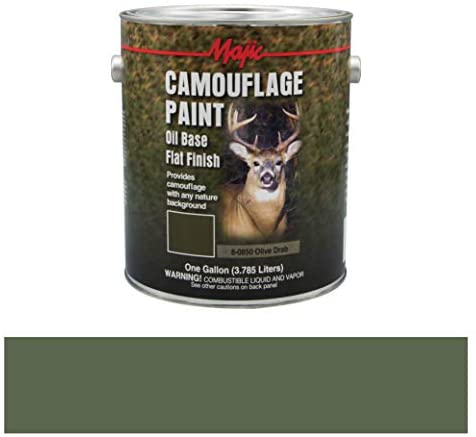 Majic
CAMOUFLAGE
PAINT
Oil Base
Flat Finish
Provides
camouflage
with any nature
background
8-0850 Olive Drab
One Gallon (3.785 Liters)
WARNING! COMBUSTIBLE LIQUID AND VAPOR
See other cautions on back panel